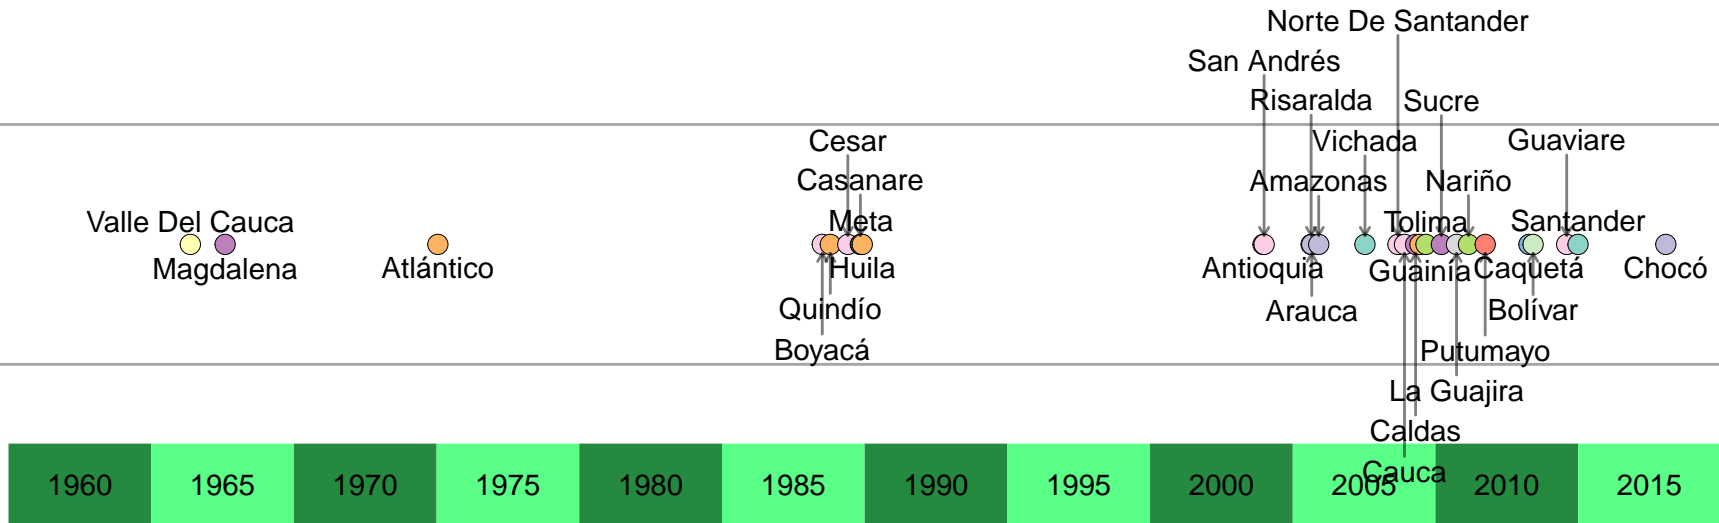 Norte De Santander
San Andrés
Risaralda
Sucre
Cesar
Vichada
Guaviare
Casanare
Amazonas
Nariño
Valle Del Cauca
Meta
Tolima
Santander
Magdalena
Atlántico
Huila
Antioquia
Guainía
Caquetá
Chocó
Quindío
Arauca
Bolívar
Boyacá
Putumayo
La Guajira
Caldas
Cauca
1960
1965
1970
1975
1980
1985
1990
1995
2000
2005
2010
2015